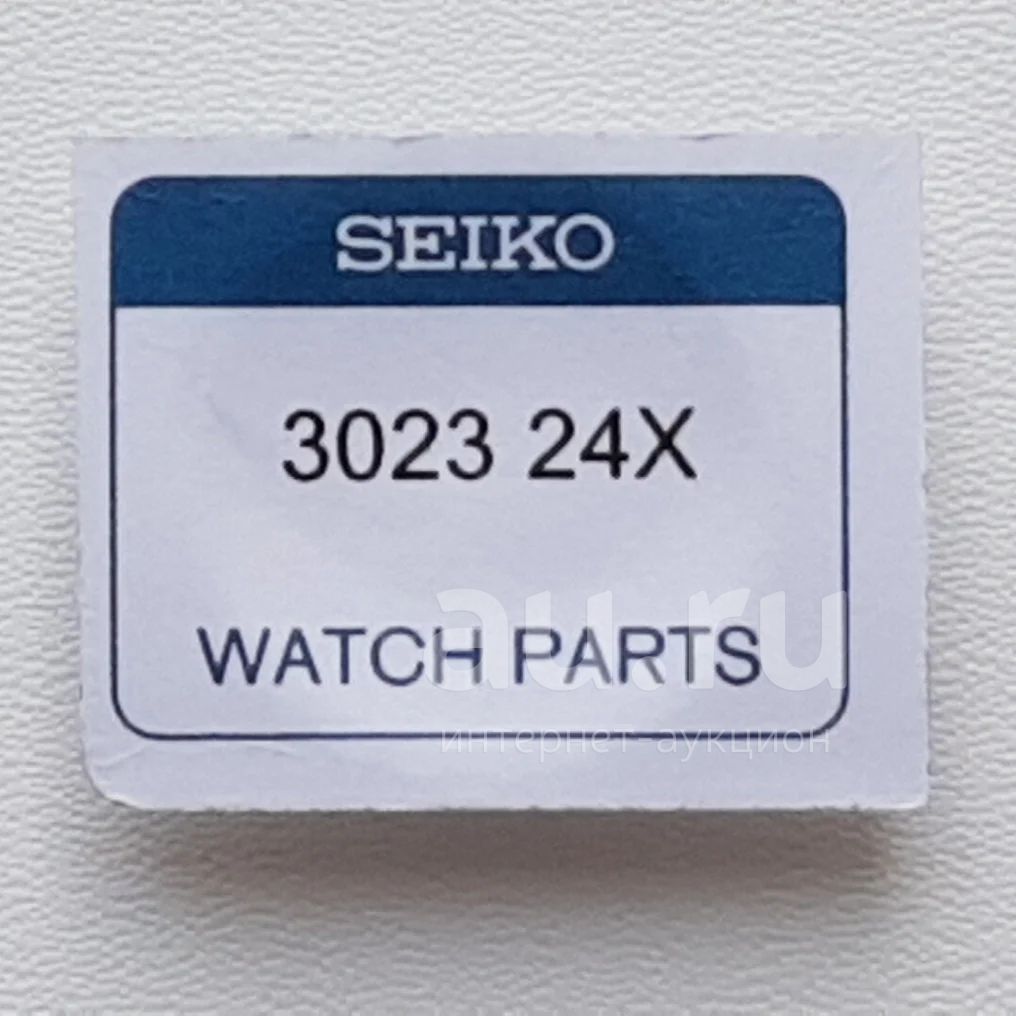 SEIKO
3023 24X
WATCH PARTS
au.ru
интернет-аукцион